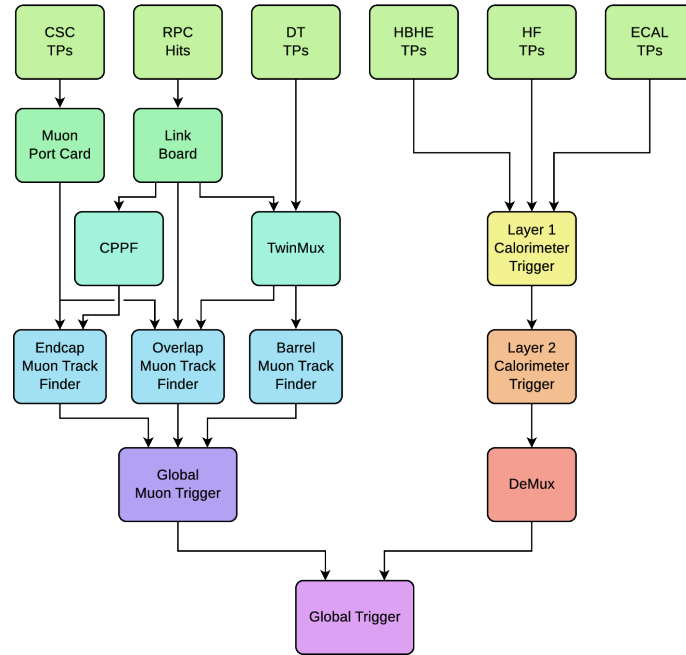 CSC
TPs
RPC
Hits
DT
TPs
HBHE
TPs
HF
TPs
ECAL
TPs
Muon
Port Card
Link
Board
CPPF
TwinMux
Layer 1
Calorimeter
Trigger
Endcap
Muon Track
Finder
Overlap
Muon Track
Finder
Barrel
Muon Track
Finder
Layer 2
Calorimeter
Trigger
Global
Muon Trigger
DeMux
Global Trigger